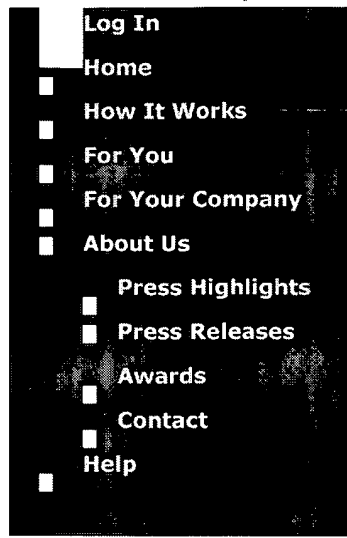 Log In
Home
How It Works
For You
For Your Company
About Us
Press Highlights
Press Releases
Awards
Contact
Help